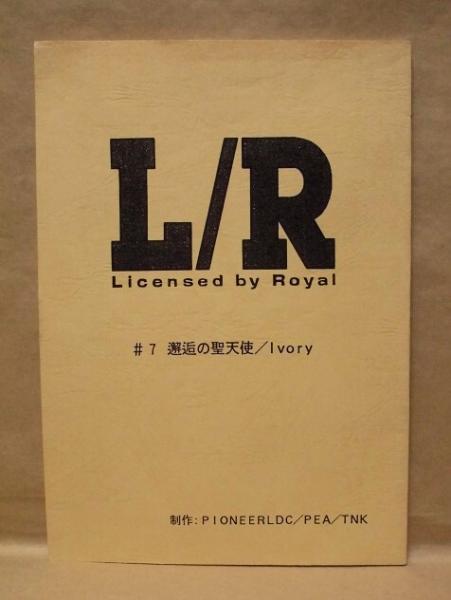 L/R
Licensed by Royal
#7 邂逅の聖天使/Ivory
制作:PIONEERLDC/PEA/TNK